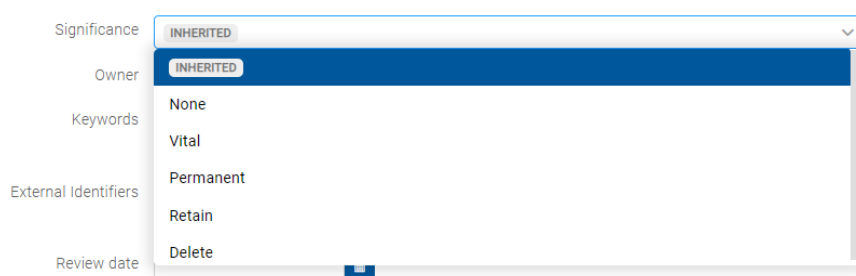 Significance INHERITED
INHERITED
Owner
None
Keywords
Vital
Permanent
External Identifiers
Retain
Delete
Review date